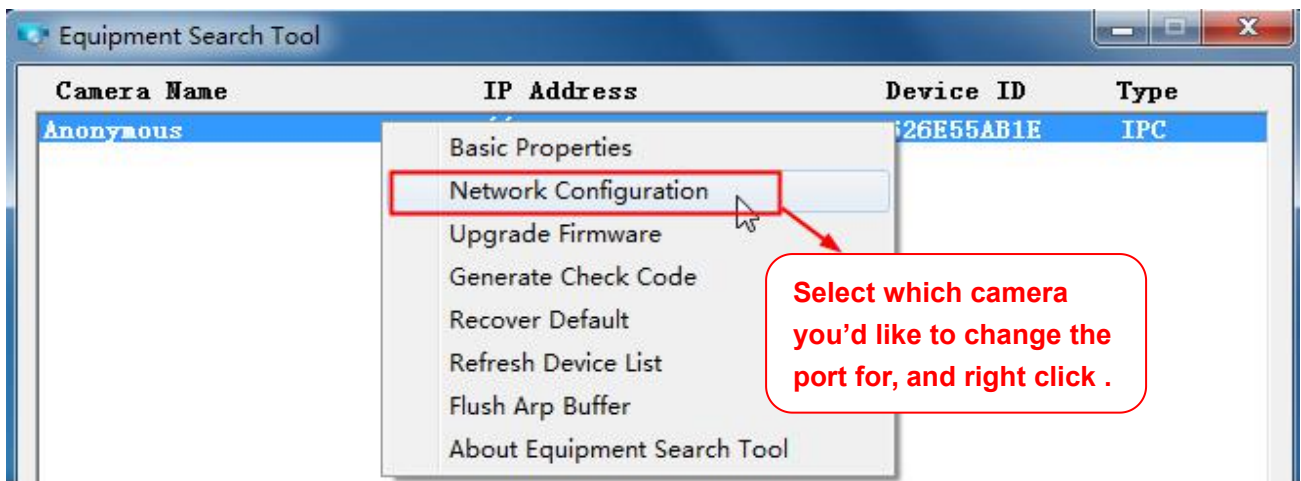 Equipment Search Tool
Camera Name IP Address Device ID Type
Anonymous 526E55AB1E IPC
Basic Properties
Network Configuration
Upgrade Firmware
Generate Check Code
Recover Default
Refresh Device List
Flush Arp Buffer
About Equipment Search Tool
Select which camera
you’d like to change the
port for, and right click .